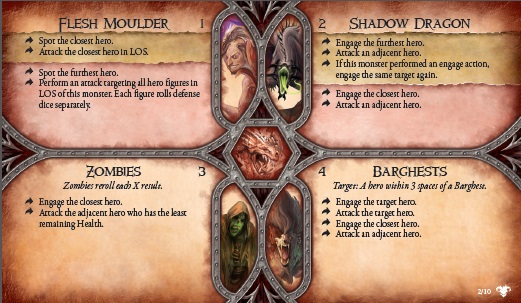 FLESH MOULDER 1
Spot the closest hero.
Attack the closest hero in LOS.
Spot the furthest hero.
Perform an attack targeting all hero figures in
LOS of this monster. Each figure rolls defense
dice separately.
2 SHADOW DRAGON
Engage the furthest hero.
Attack an adjacent hero.
If this monster performed an engage action,
engage the same target again.
Engage the closest hero.
Attack an adjacent hero.
ZOMBIES 3
Zombies reroll each X result.
Engage the closest hero.
Attack the adjacent hero who has the least
remaining Health.
4 BARGHESTS
Target: A hero within 3 spaces of a Barghest.
Engage the target hero.
Attack the target hero.
Engage the closest hero.
Attack an adjacent hero.
2/10